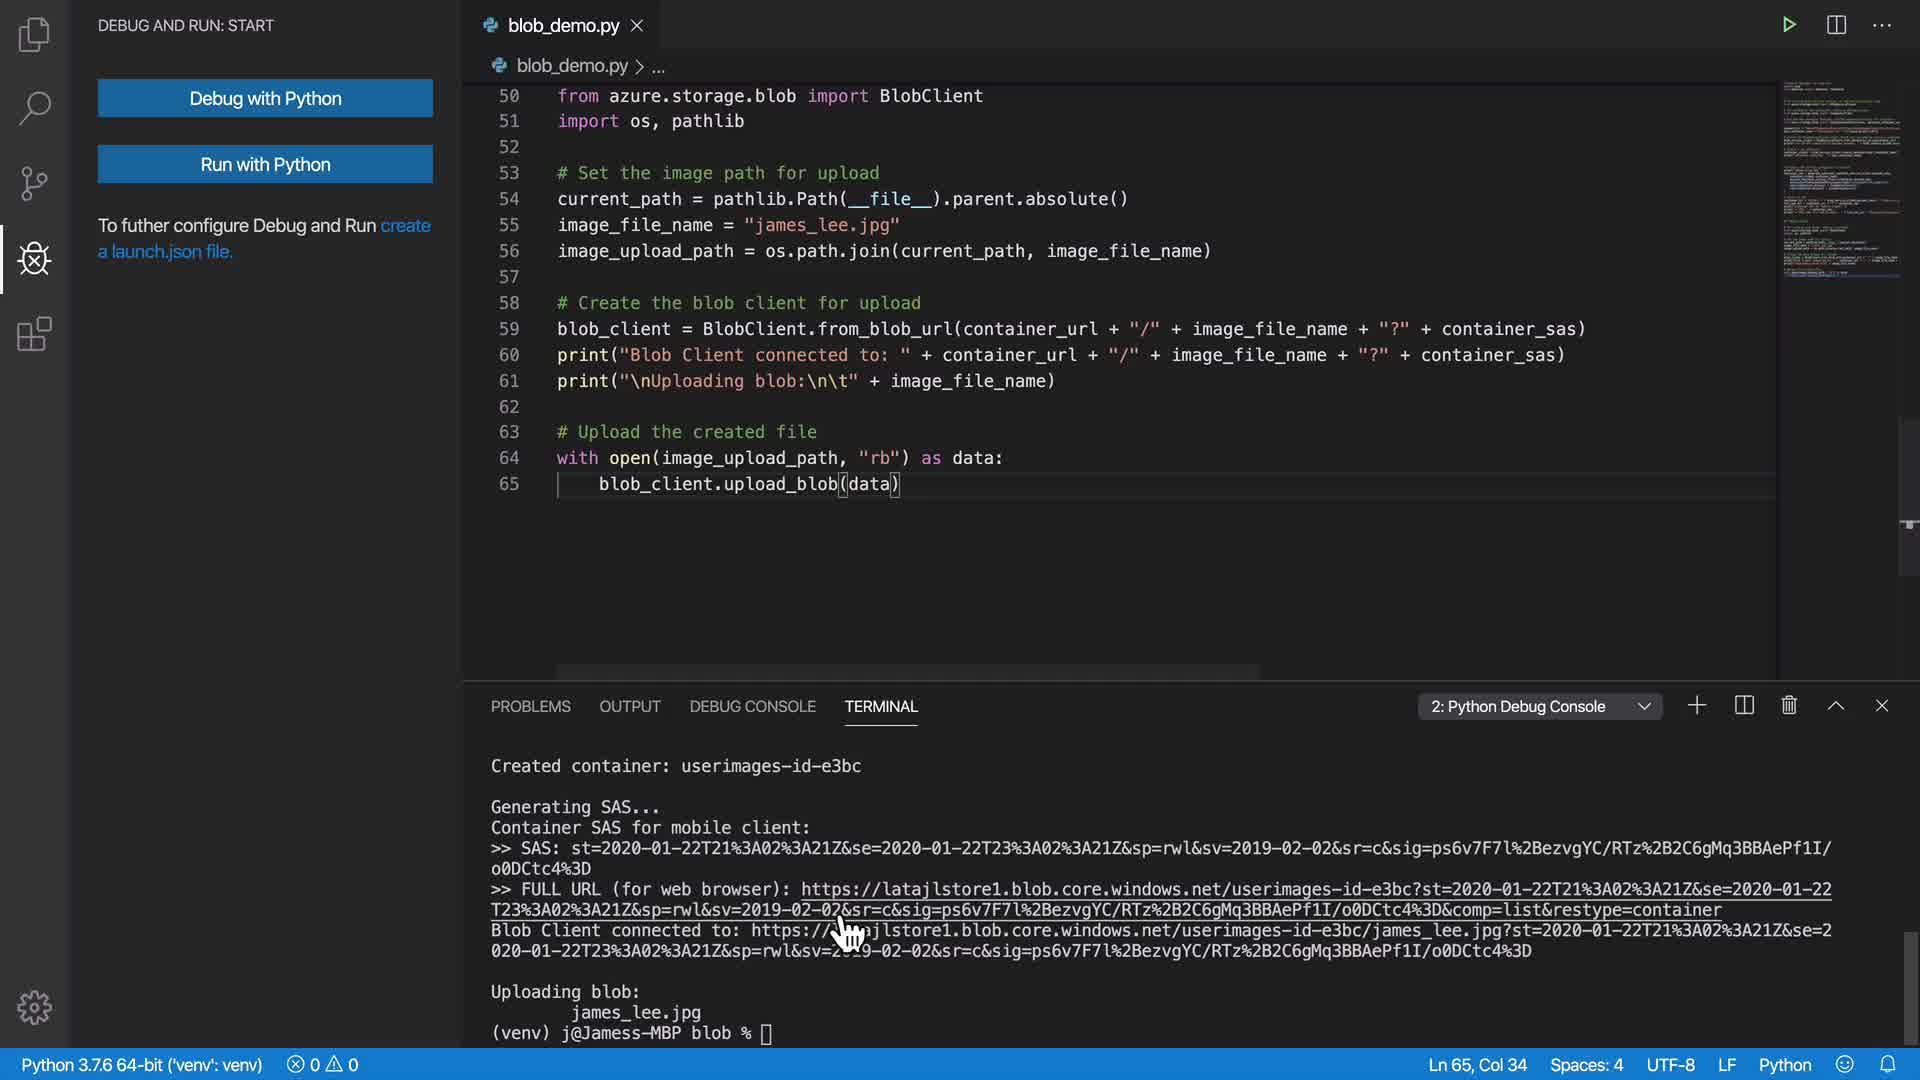 DEBUG AND RUN: START
Debug with Python
Run with Python
To futher configure Debug and Run create
a launch.json file.
blob_demo.py
blob_demo.py > ...
50 from azure.storage.blob import BlobClient
51 import os, pathlib
52
53 # Set the image path for upload
54 current_path = pathlib.Path(__file__).parent.absolute()
55 image_file_name = "james_lee.jpg"
56 image_upload_path = os.path.join(current_path, image_file_name)
57
58 # Create the blob client for upload
59 blob_client = BlobClient.from_blob_url(container_url + "/" + image_file_name + "?" + container_sas)
60 print("Blob Client connected to: " + container_url + "/" + image_file_name + "?" + container_sas)
61 print("\nUploading blob:\n\t" + image_file_name)
62
63 # Upload the created file
64 with open(image_upload_path, "rb") as data:
65     blob_client.upload_blob(data)
PROBLEMS OUTPUT DEBUG CONSOLE TERMINAL 2: Python Debug Console
Created container: userimages-id-e3bc
Generating SAS...
Container SAS for mobile client:
>> SAS: st=2020-01-22T21%3A02%3A21Z&se=2020-01-22T23%3A02%3A21Z&sp=rwl&sv=2019-02-02&sr=c&sig=ps6v7F7l%2BezvgYC/RTz%2B2C6gMq3BBAePf1I/
o0DCtc4%3D
>> FULL URL (for web browser): https://latajlstore1.blob.core.windows.net/userimages-id-e3bc?st=2020-01-22T21%3A02%3A21Z&se=2020-01-22
T23%3A02%3A21Z&sp=rwl&sv=2019-02-02&sr=c&sig=ps6v7F7l%2BezvgYC/RTz%2B2C6gMq3BBAePf1I/o0DCtc4%3D&comp=list&restype=container
Blob Client connected to: https://latajlstore1.blob.core.windows.net/userimages-id-e3bc/james_lee.jpg?st=2020-01-22T21%3A02%3A21Z&se=2
020-01-22T23%3A02%3A21Z&sp=rwl&sv=2019-02-02&sr=c&sig=ps6v7F7l%2BezvgYC/RTz%2B2C6gMq3BBAePf1I/o0DCtc4%3D
Uploading blob:
james_lee.jpg
(venv) j@Jamess-MBP blob %
Python 3.7.6 64-bit ('venv': venv) 0 0 Ln 65, Col 34 Spaces: 4 UTF-8 LF Python